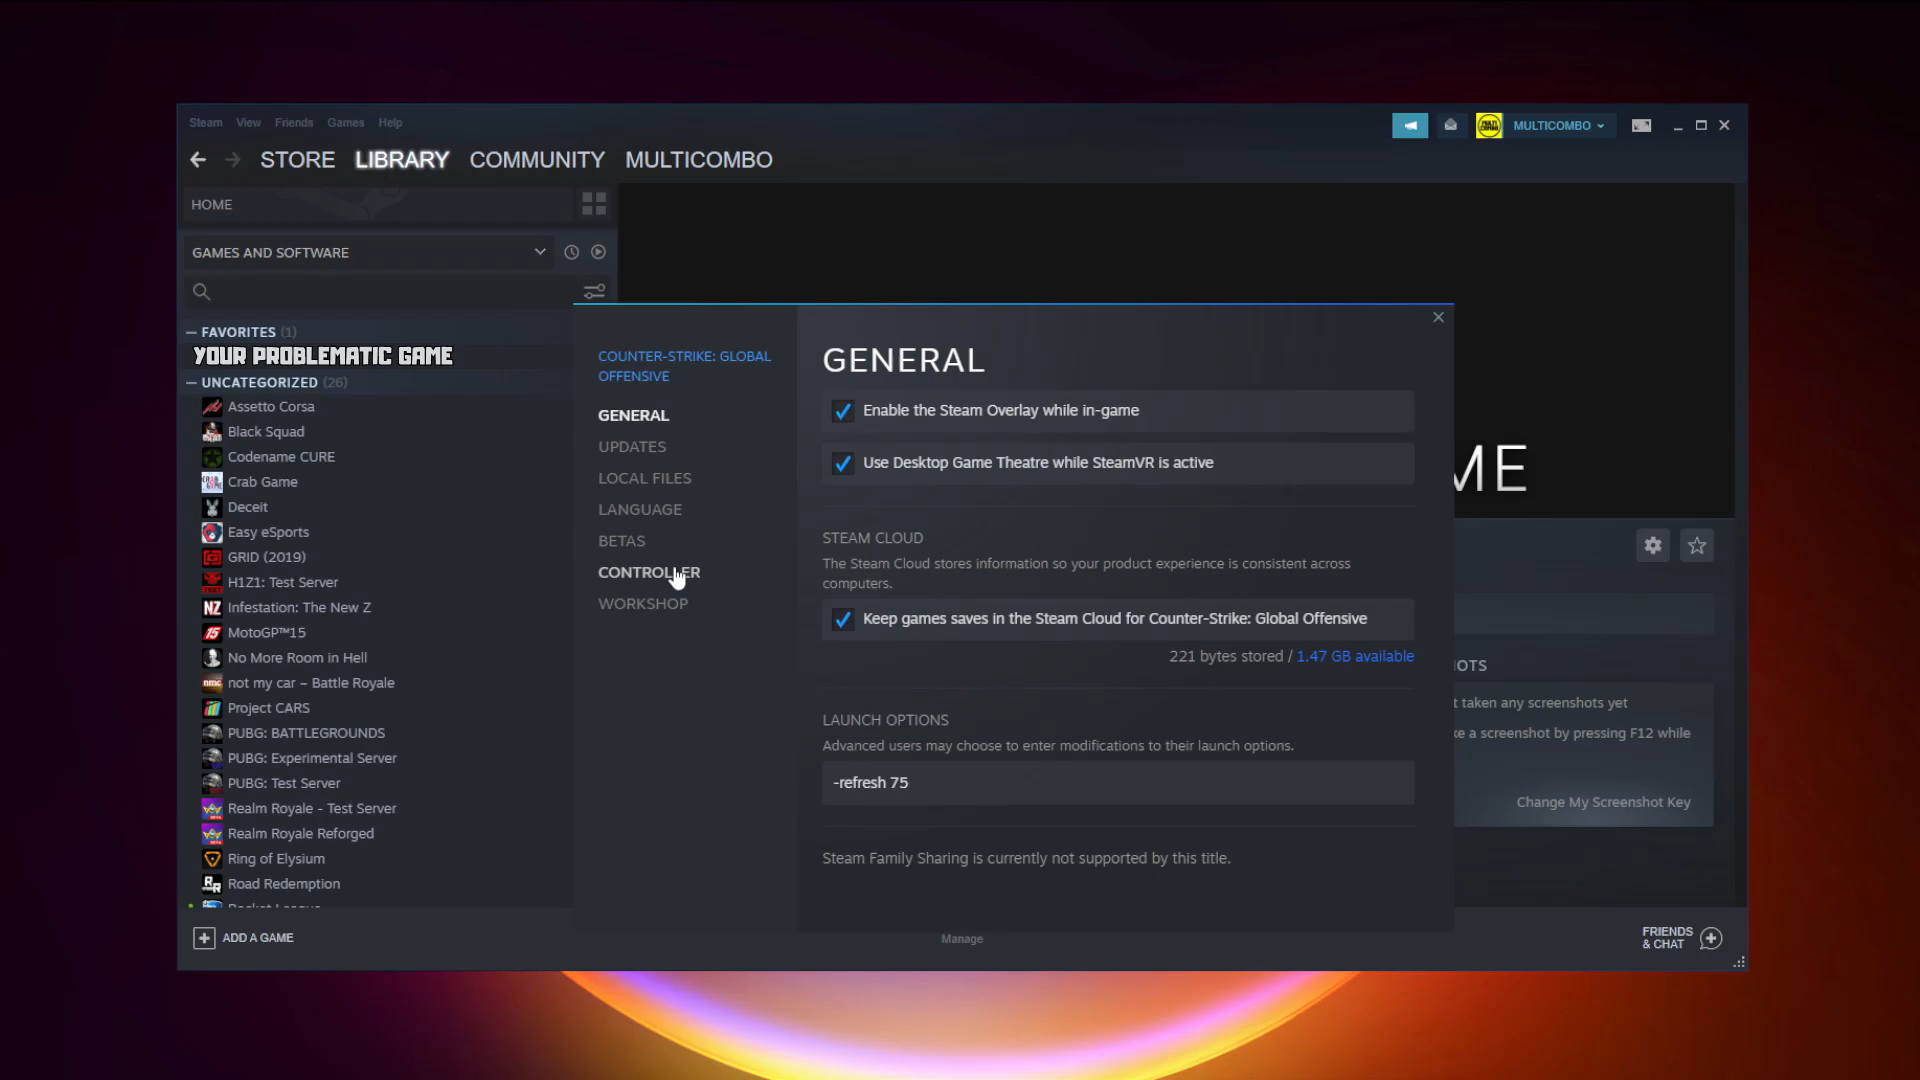 Steam View Friends Games Help
MULTICOMBO
STORE LIBRARY COMMUNITY MULTICOMBO
HOME
GAMES AND SOFTWARE
— FAVORITES (1)
YOUR PROBLEMATIC GAME
— UNCATEGORIZED (26)
Assetto Corsa
Black Squad
Codename CURE
Crab Game
Deceit
Easy eSports
GRID (2019)
H1Z1: Test Server
Infestation: The New Z
MotoGP™15
No More Room in Hell
not my car – Battle Royale
Project CARS
PUBG: BATTLEGROUNDS
PUBG: Experimental Server
PUBG: Test Server
Realm Royale - Test Server
Realm Royale Reforged
Ring of Elysium
Road Redemption
Rocket League
ADD A GAME
COUNTER-STRIKE: GLOBAL
OFFENSIVE
GENERAL
UPDATES
LOCAL FILES
LANGUAGE
BETAS
CONTROLLER
WORKSHOP
GENERAL
Enable the Steam Overlay while in-game
Use Desktop Game Theatre while SteamVR is active
STEAM CLOUD
The Steam Cloud stores information so your product experience is consistent across
computers.
Keep games saves in the Steam Cloud for Counter-Strike: Global Offensive
221 bytes stored / 1.47 GB available
LAUNCH OPTIONS
Advanced users may choose to enter modifications to their launch options.
-refresh 75
Steam Family Sharing is currently not supported by this title.
Manage
ME
OTS
t taken any screenshots yet
ke a screenshot by pressing F12 while
Change My Screenshot Key
FRIENDS
& CHAT